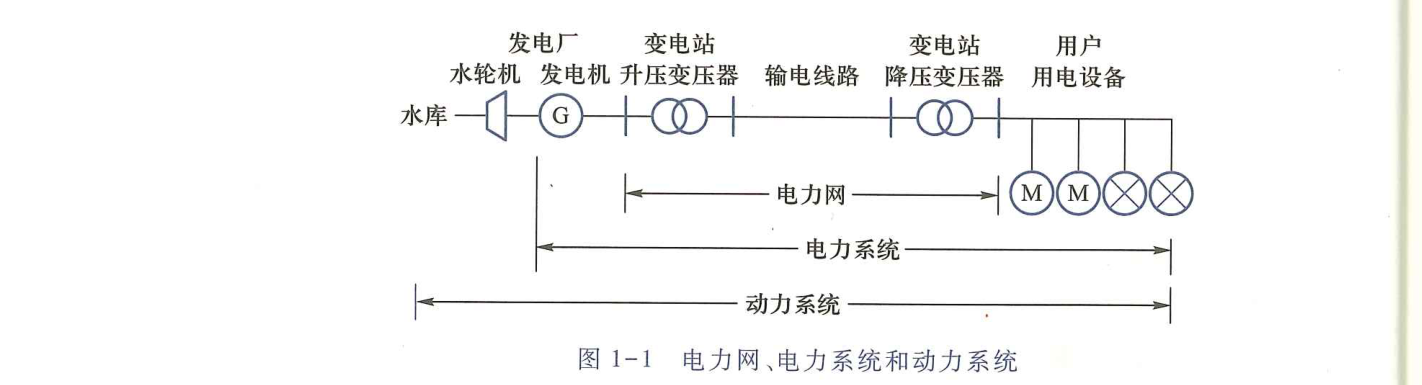 发电厂 变电站 变电站 用户
水轮机 发电机 升压变压器 输电线路 降压变压器 用电设备
水库 G
M M
电力网
电力系统
动力系统
图 1-1 电力网、电力系统和动力系统